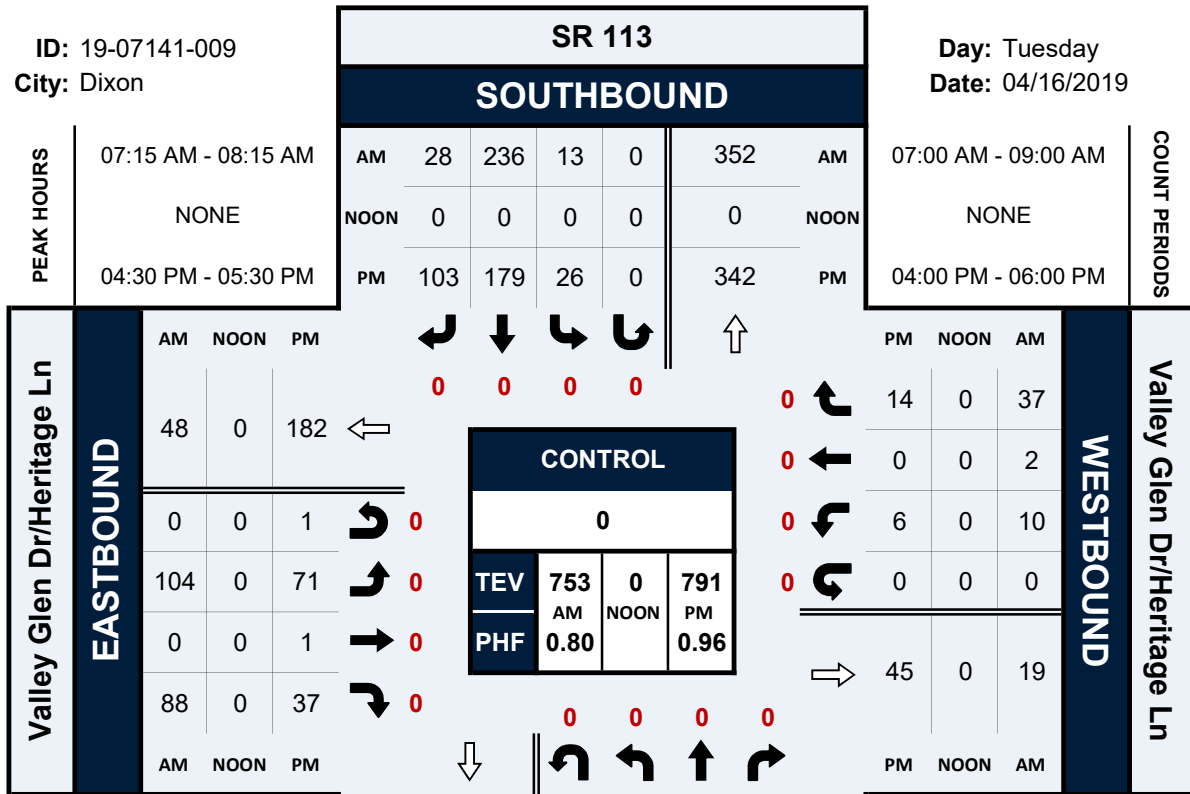 SR 113
ID: 19-07141-009
Day: Tuesday
City: Dixon
Date: 04/16/2019
SOUTHBOUND
PEAK HOURS
07:15 AM - 08:15 AM
NONE
04:30 PM - 05:30 PM
AM 28 236 13 0 352 AM
NOON 0 0 0 0 0 NOON
PM 103 179 26 0 342 PM
07:00 AM - 09:00 AM
NONE
04:00 PM - 06:00 PM
COUNT PERIODS
0 0 0 0
Valley Glen Dr/Heritage Ln
EASTBOUND
AM NOON PM
48 0 182
0 0 1 0
104 0 71 0
0 0 1 0
88 0 37 0
AM NOON PM
CONTROL
0
TEV 753 0 791
AM NOON PM
PHF 0.80 0.96
PM NOON AM
0 14 0 37
0 0 0 2
0 6 0 10
0 0 0 0
45 0 19
PM NOON AM
WESTBOUND
Valley Glen Dr/Heritage Ln
0 0 0 0